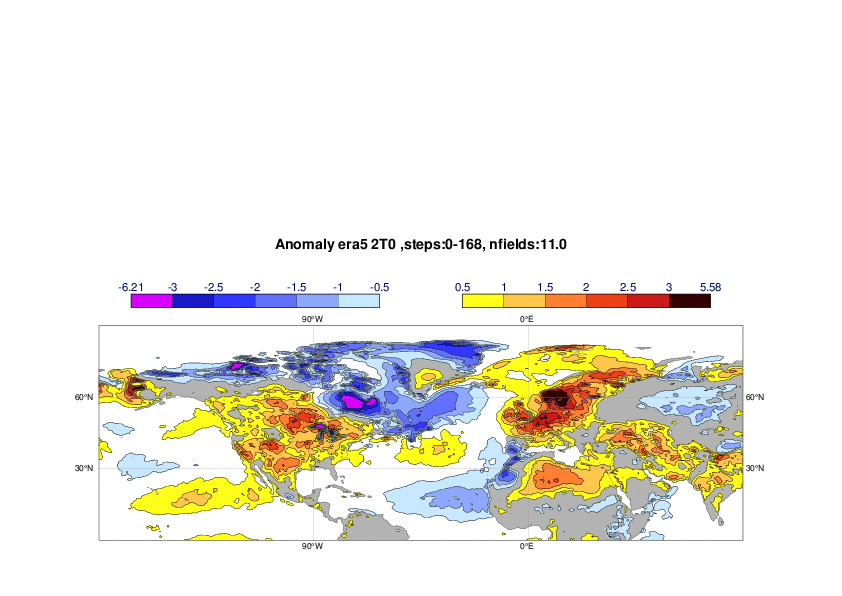 Anomaly era5 2T0 ,steps:0-168, nfields:11.0
-6.21 -3 -2.5 -2 -1.5 -1 -0.5 0.5 1 1.5 2 2.5 3 5.58
90°W 0°E
60°N 60°N
30°N 30°N
90°W 0°E